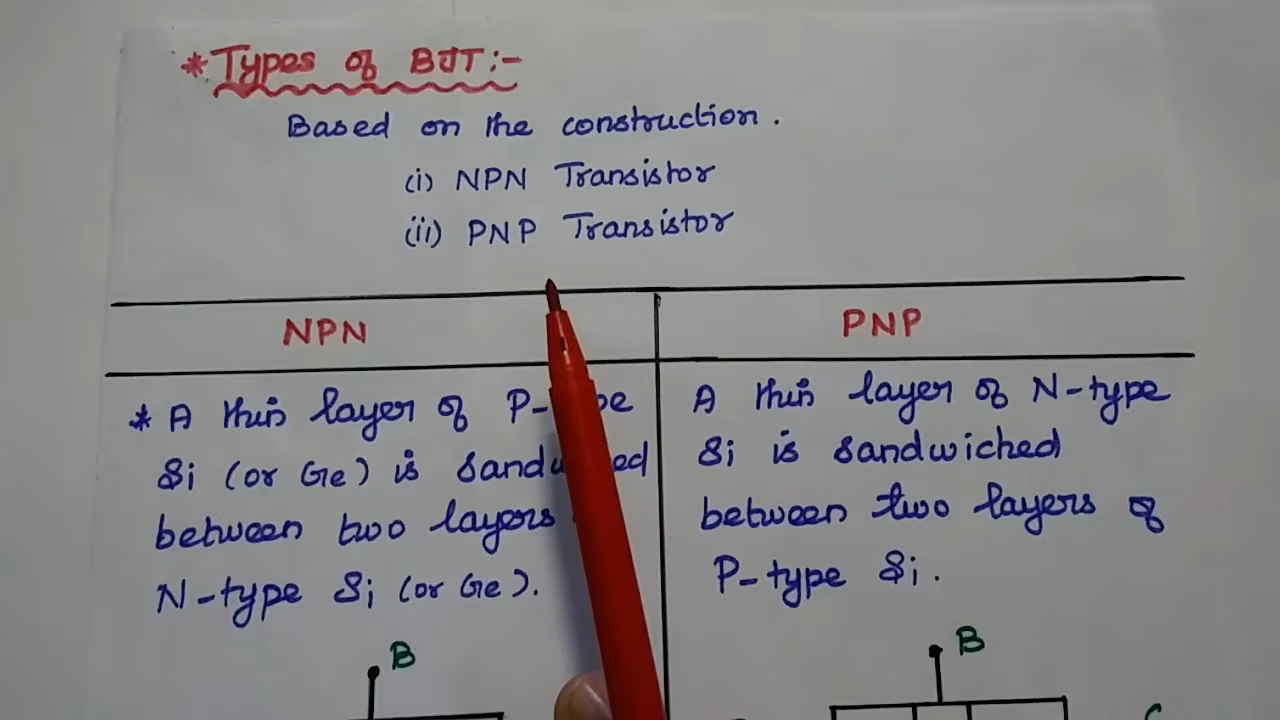 * Types of BJT:-
Based on the construction.
(i) NPN Transistor
(ii) PNP Transistor
NPN
PNP
* A thin layer of P-
Si (or Ge) is
between two layers
N-type Si (or Ge).
B
A thin layer of N-type
Si is sandwiched
between two layers of
P-type Si.
B